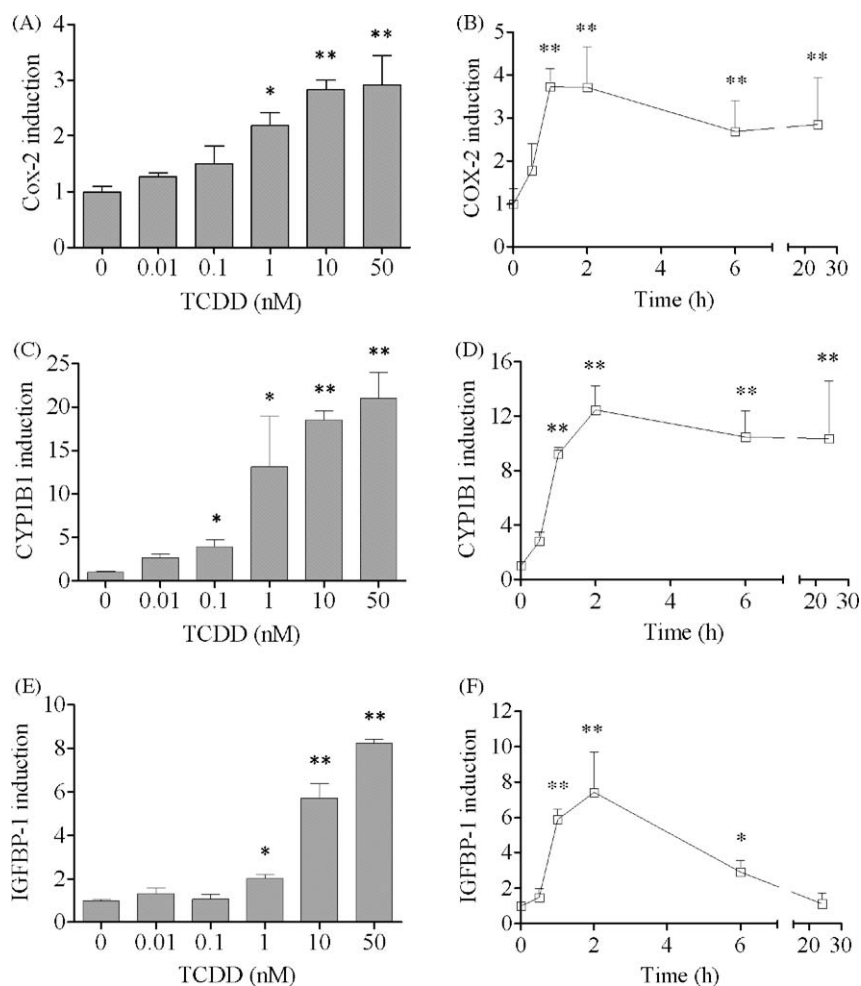 (A)
Cox-2 induction
4
3
2
1
0
* ** **
0 0.01 0.1 1 10 50
TCDD (nM)
(B)
COX-2 induction
5
4
3
2
1
0
** ** ** **
0 2 4 6 20 30
Time (h)
(C)
CYP1B1 induction
25
20
15
10
5
0
* * ** **
0 0.01 0.1 1 10 50
TCDD (nM)
(D)
CYP1B1 induction
16
12
8
4
0
** ** ** **
0 2 4 6 20 30
Time (h)
(E)
IGFBP-1 induction
10
8
6
4
2
0
* ** **
0 0.01 0.1 1 10 50
TCDD (nM)
(F)
IGFBP-1 induction
12
10
8
6
4
2
0
** ** *
0 2 4 6 20 30
Time (h)